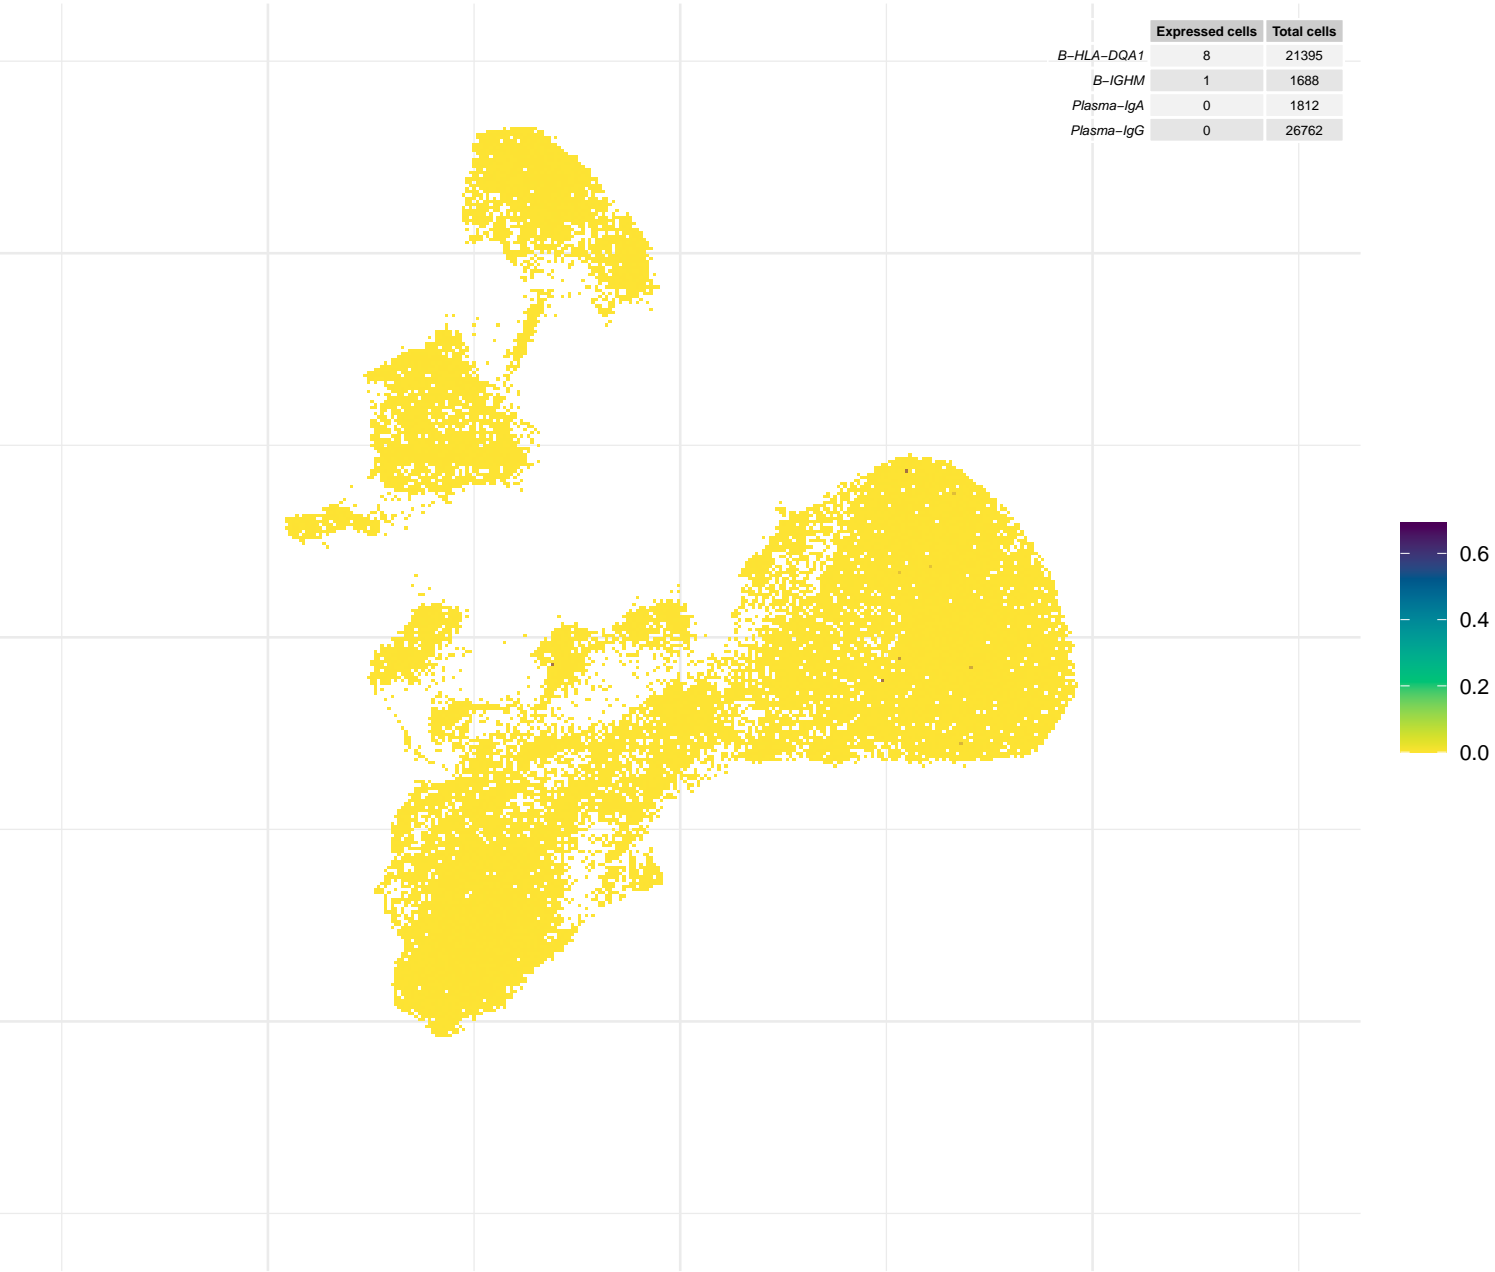 Expressed cells Total cells
B−HLA−DQA1 8 21395
B−IGHM 1 1688
Plasma−IgA 0 1812
Plasma−IgG 0 26762
0.6
0.4
0.2
0.0